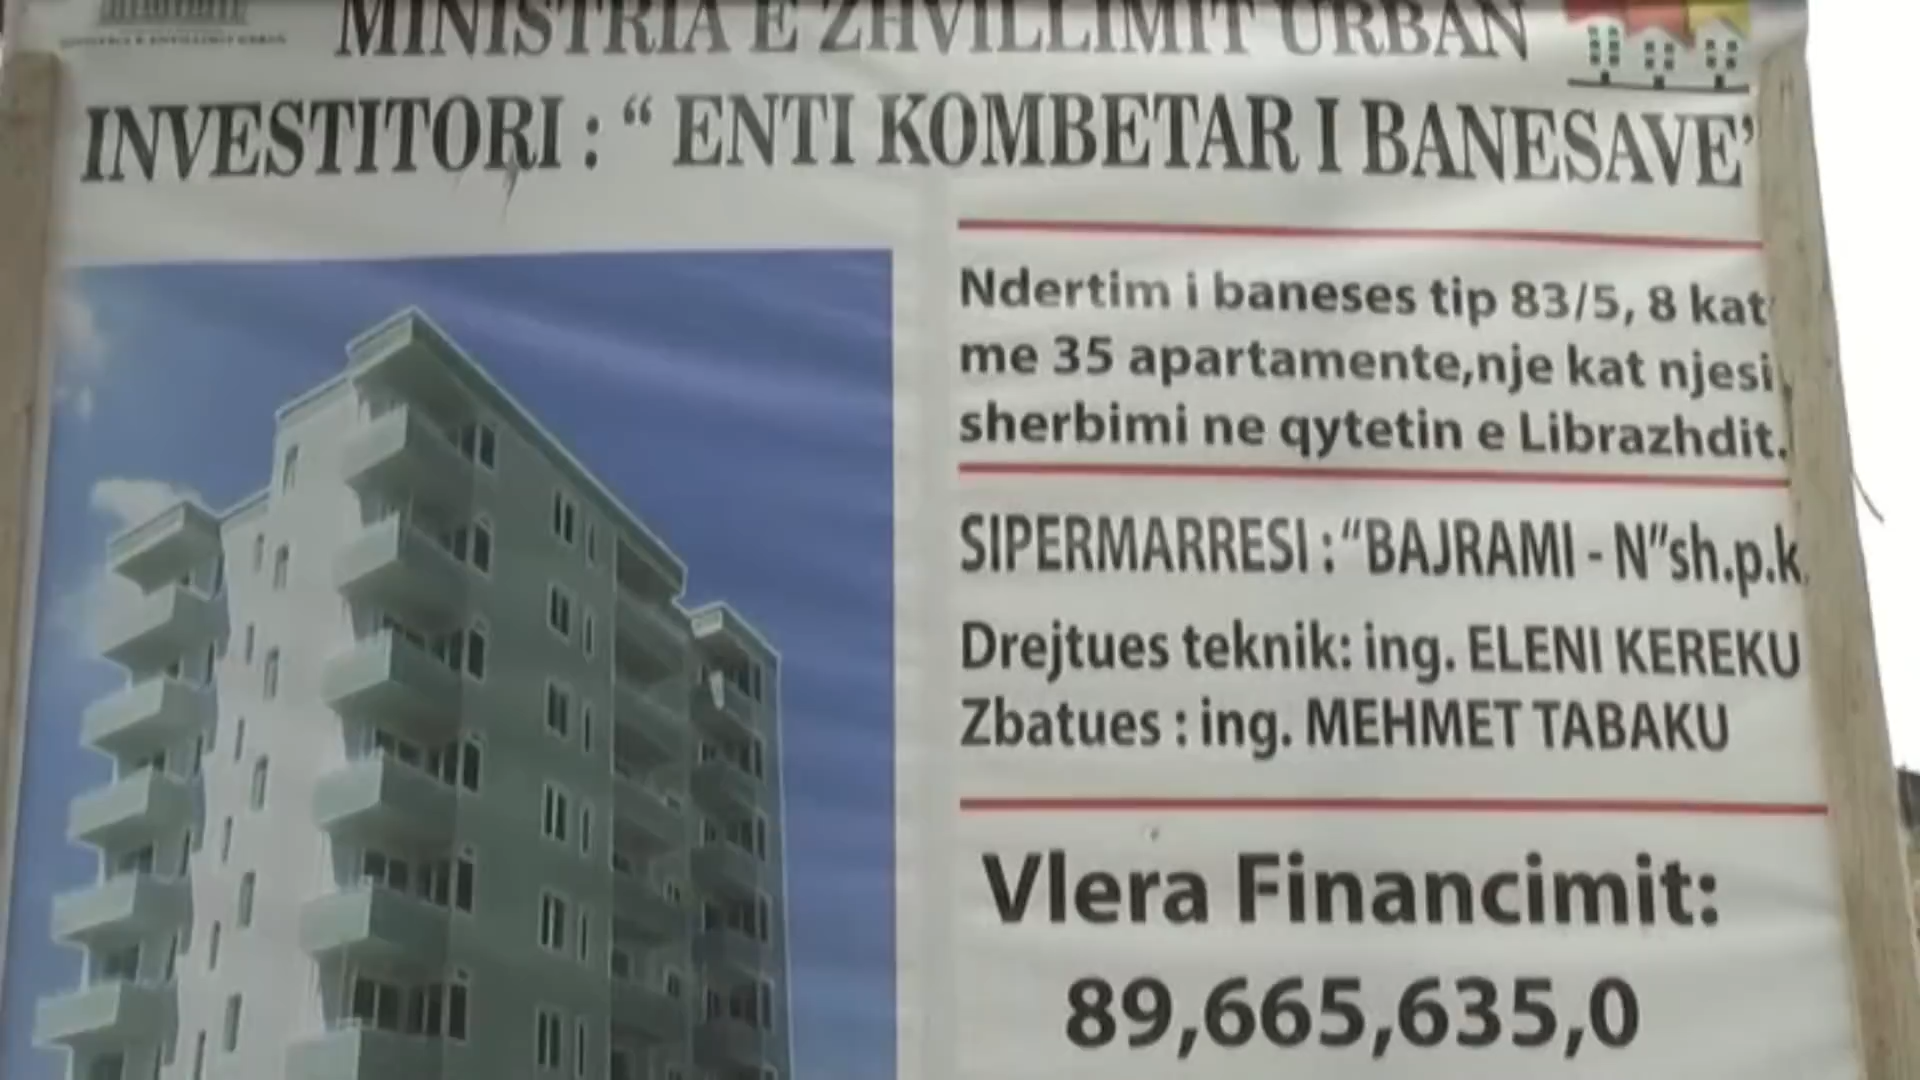 MINISTRIA E ZHVILLIMIT URBAN
INVESTITORI : “ ENTI KOMBETAR I BANESAVE”
Ndertim i baneses tip 83/5, 8 kat
me 35 apartamente,nje kat njesi
sherbimi ne qytetin e Librazhdit.
SIPERMARRESI : “BAJRAMI - N”sh.p.k
Drejtues teknik: ing. ELENI KEREKU
Zbatues : ing. MEHMET TABAKU
Vlera Financimit:
89,665,635,0